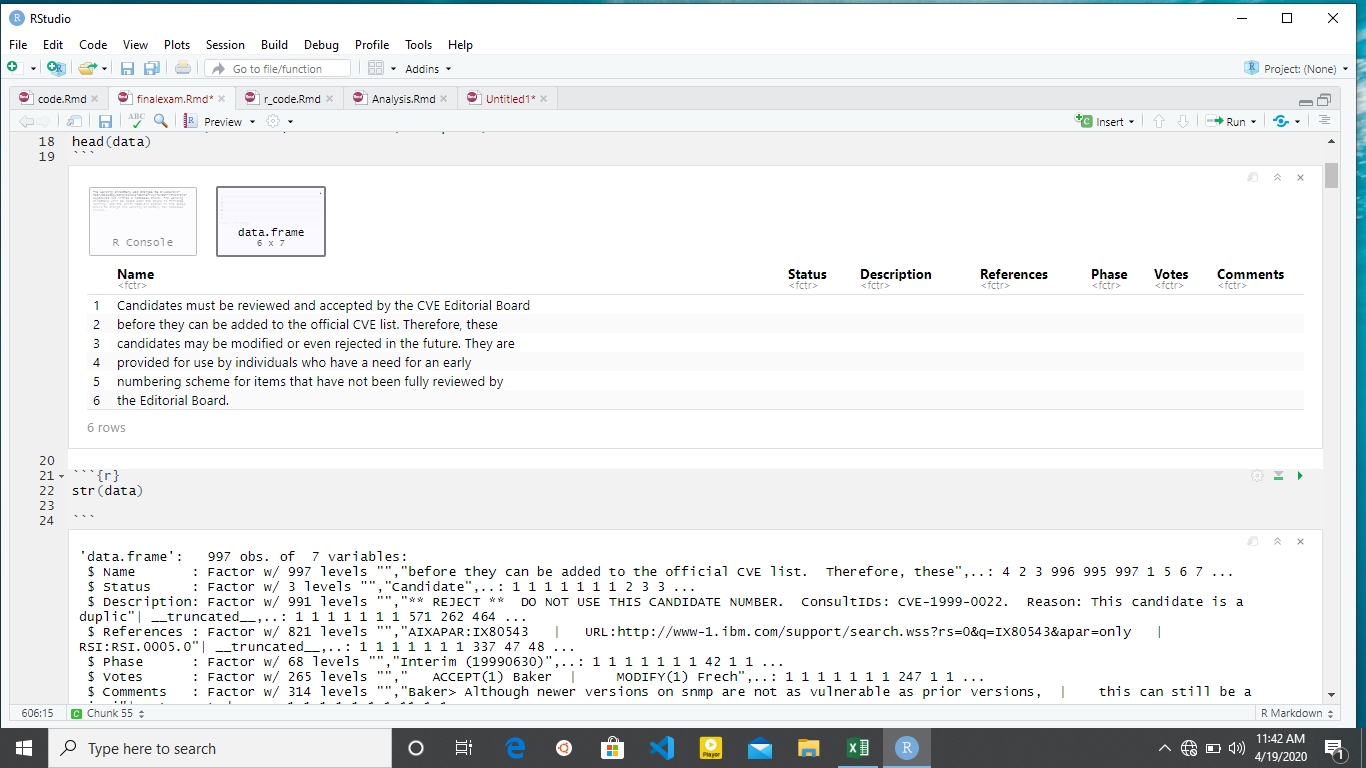 RStudio
File Edit Code View Plots Session Build Debug Profile Tools Help
Go to file/function Addins Project: (None)
code.Rmd finalexam.Rmd* r_code.Rmd Analysis.Rmd Untitled1*
ABC Preview Insert Run
18 head(data)
19 ```
R Console
data.frame
6 x 7
Name Status Description References Phase Votes Comments
<fctr> <fctr> <fctr> <fctr> <fctr> <fctr> <fctr>
1 Candidates must be reviewed and accepted by the CVE Editorial Board
2 before they can be added to the official CVE list. Therefore, these
3 candidates may be modified or even rejected in the future. They are
4 provided for use by individuals who have a need for an early
5 numbering scheme for items that have not been fully reviewed by
6 the Editorial Board.
6 rows
20
21 ```{r}
22 str(data)
23
24 ```
'data.frame': 997 obs. of 7 variables:
$ Name : Factor w/ 997 levels "","before they can be added to the official CVE list.  Therefore, these",..: 4 2 3 996 995 997 1 5 6 7 ...
$ Status : Factor w/ 3 levels "","Candidate",..: 1 1 1 1 1 1 1 2 3 3 ...
$ Description: Factor w/ 991 levels "","** REJECT **  DO NOT USE THIS CANDIDATE NUMBER.  ConsultIDs: CVE-1999-0022.  Reason: This candidate is a
duplic"| __truncated__,..: 1 1 1 1 1 1 1 571 262 464 ...
$ References : Factor w/ 821 levels "","AIXAPAR:IX80543   |   URL:http://www-1.ibm.com/support/search.wss?rs=0&q=IX80543&apar=only   |
RSI:RSI.0005.0"| __truncated__,..: 1 1 1 1 1 1 1 337 47 48 ...
$ Phase : Factor w/ 68 levels "","Interim (19990630)",..: 1 1 1 1 1 1 1 42 1 1 ...
$ Votes : Factor w/ 265 levels "","   ACCEPT(1) Baker  |     MODIFY(1) Frech",..: 1 1 1 1 1 1 1 247 1 1 ...
$ Comments : Factor w/ 314 levels "","Baker> Although newer versions on snmp are not as vulnerable as prior versions,  |    this can still be a
606:15 C Chunk 55 R Markdown
Type here to search
Player
11:42 AM
4/19/2020
1